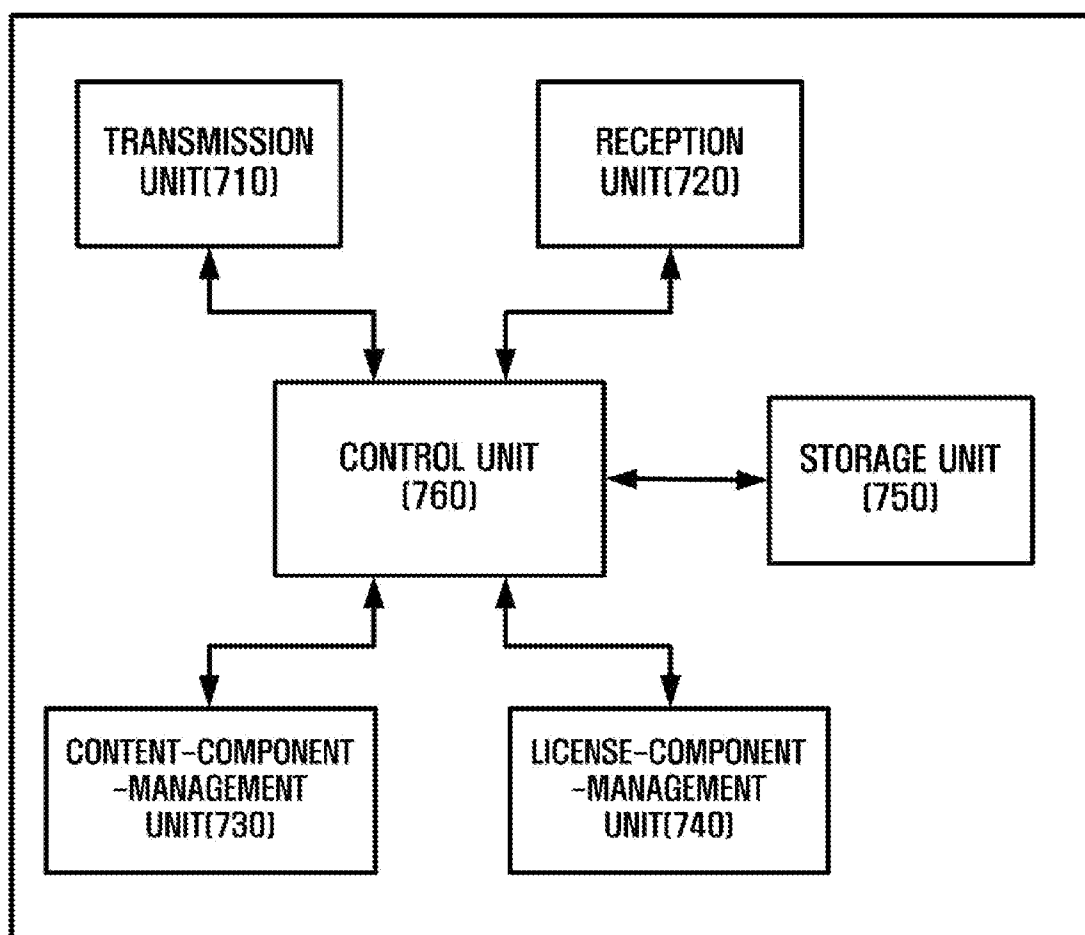 TRANSMISSION
UNIT(710)
RECEPTION
UNIT(720)
CONTROL UNIT
(760)
STORAGE UNIT
(750)
CONTENT-COMPONENT
-MANAGEMENT
UNIT(730)
LICENSE-COMPONENT
-MANAGEMENT
UNIT(740)